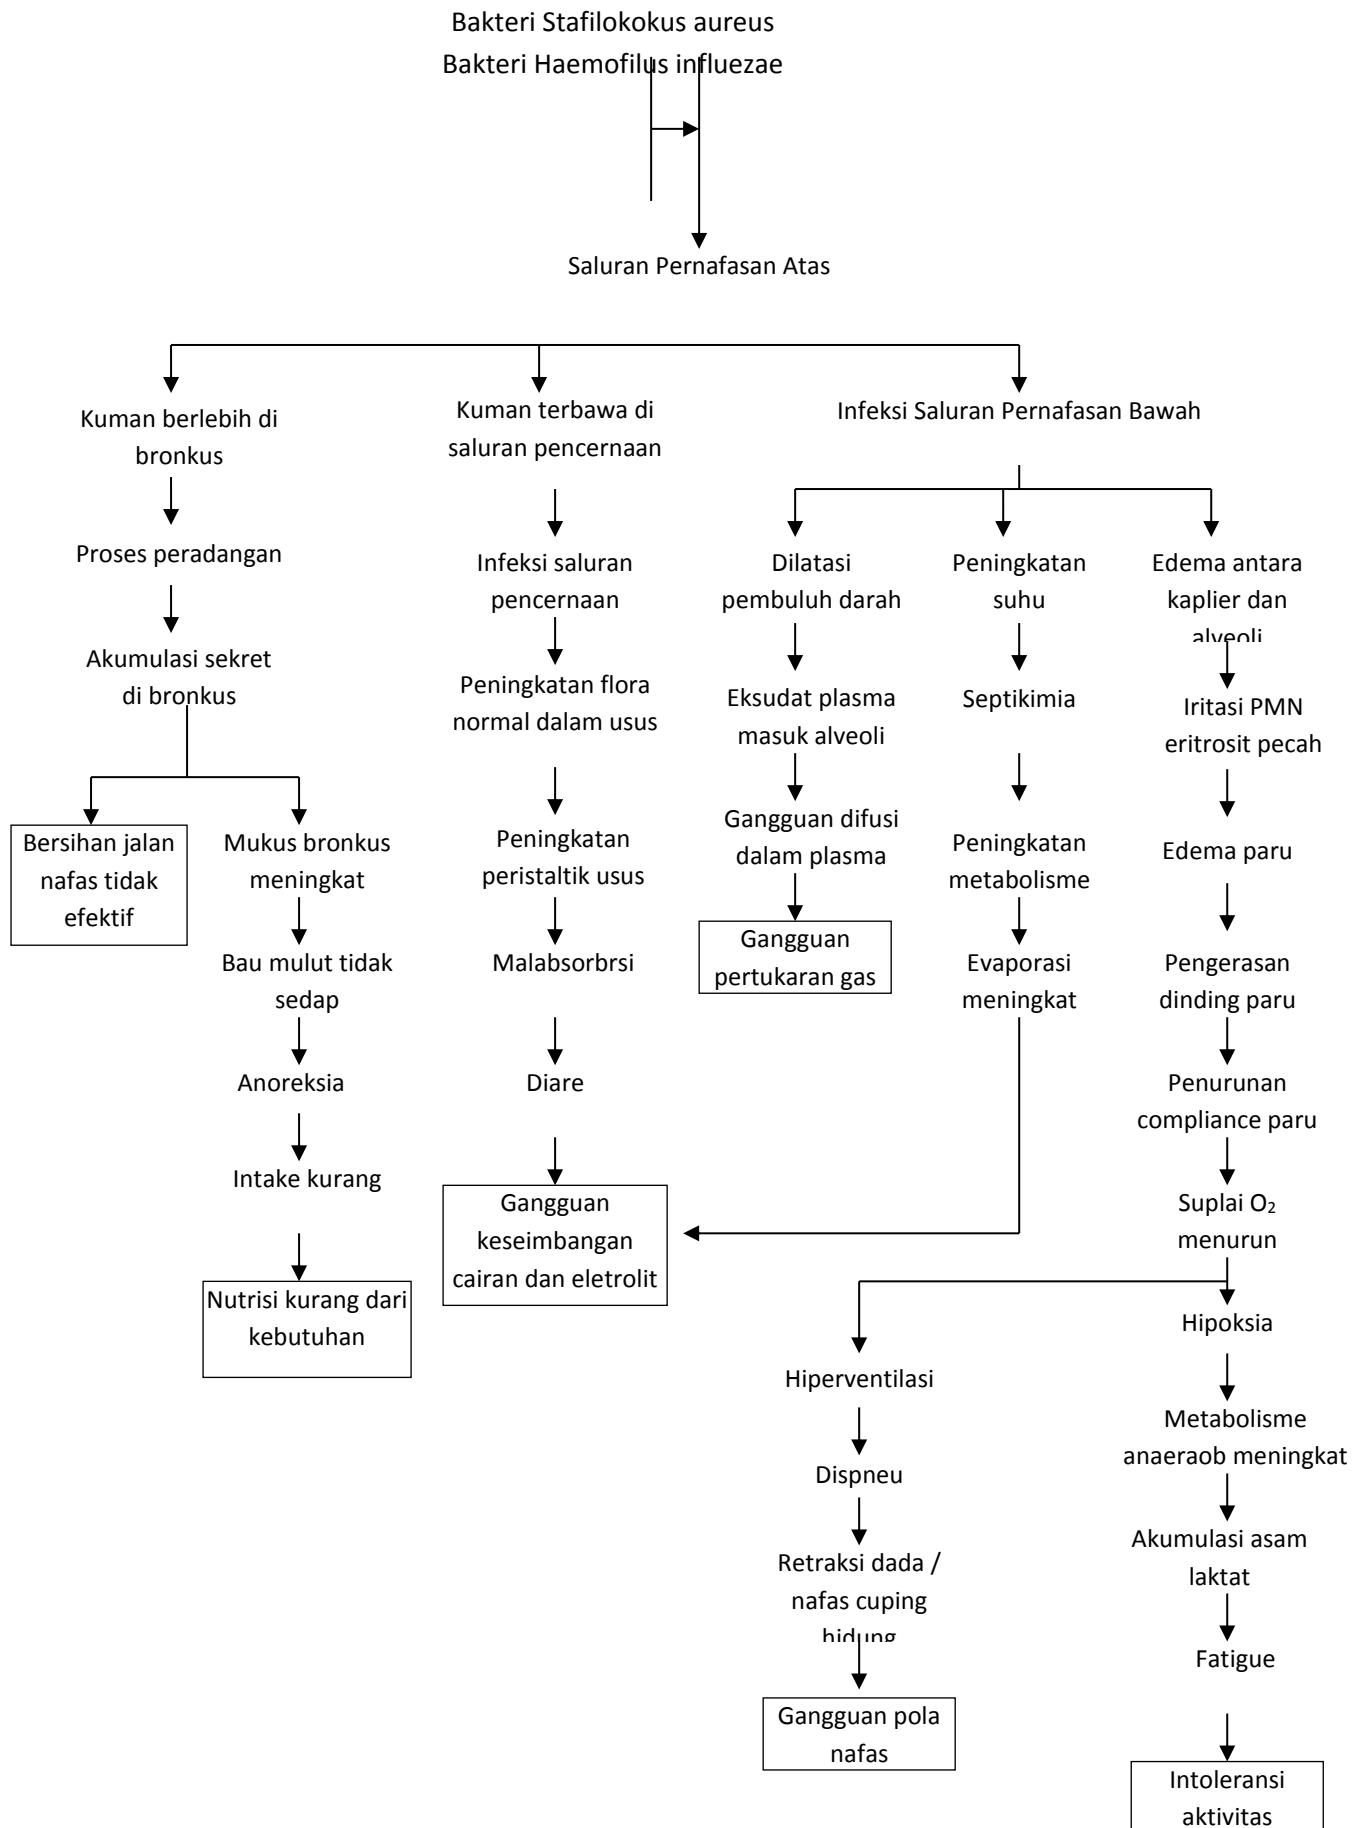 Bakteri Stafilokokus aureus
Bakteri Haemofilus influezae
Saluran Pernafasan Atas
Kuman berlebih di
bronkus
Proses peradangan
Akumulasi sekret
di bronkus
Bersihan jalan
nafas tidak
efektif
Mukus bronkus
meningkat
Bau mulut tidak
sedap
Anoreksia
Intake kurang
Nutrisi kurang dari
kebutuhan
Kuman terbawa di
saluran pencernaan
Infeksi saluran
pencernaan
Peningkatan flora
normal dalam usus
Peningkatan
peristaltik usus
Malabsorbrsi
Diare
Gangguan
keseimbangan
cairan dan eletrolit
Infeksi Saluran Pernafasan Bawah
Dilatasi
pembuluh darah
Eksudat plasma
masuk alveoli
Gangguan difusi
dalam plasma
Gangguan
pertukaran gas
Peningkatan
suhu
Septikimia
Peningkatan
metabolisme
Evaporasi
meningkat
Edema antara
kaplier dan
alveoli
Iritasi PMN
eritrosit pecah
Edema paru
Pengerasan
dinding paru
Penurunan
compliance paru
Suplai O₂
menurun
Hiperventilasi
Dispneu
Retraksi dada /
nafas cuping
hidung
Gangguan pola
nafas
Hipoksia
Metabolisme
anaeraob meningkat
Akumulasi asam
laktat
Fatigue
Intoleransi
aktivitas